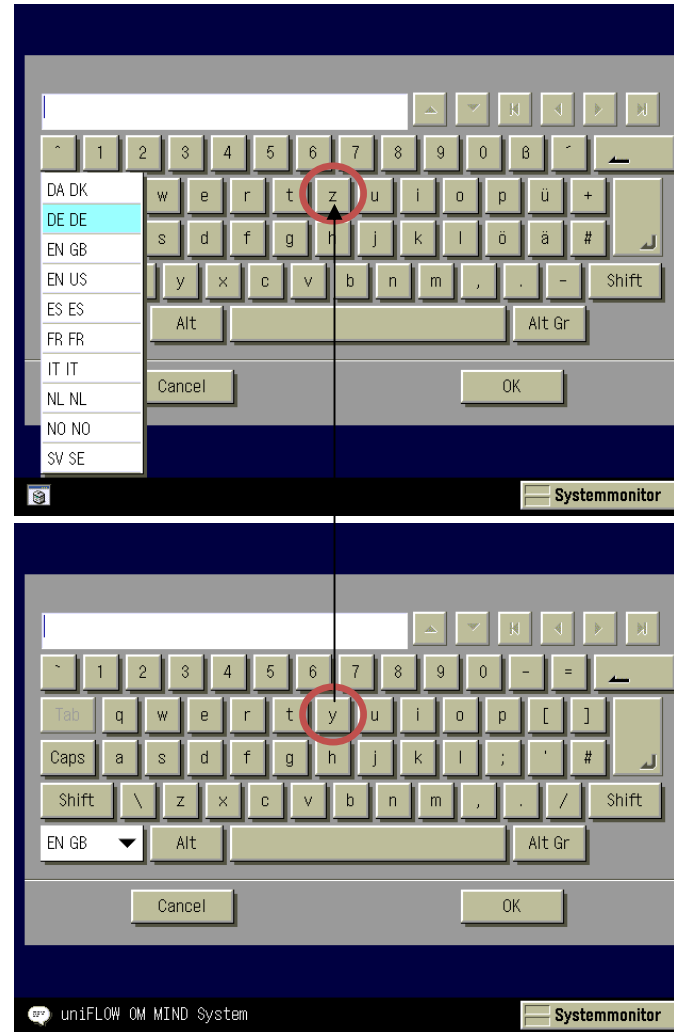 ^ 1 2 3 4 5 6 7 8 9 0 ß ´
DA DK
w e r t z u i o p ü +
DE DE
s d f g h j k l ö ä #
EN GB
EN US
y x c v b n m , . - Shift
ES ES
Alt Alt Gr
FR FR
IT IT
Cancel OK
NL NL
NO NO
SV SE
Systemmonitor
` 1 2 3 4 5 6 7 8 9 0 - =
Tab q w e r t y u i o p [ ]
Caps a s d f g h j k l ; ' #
Shift \ z x c v b n m , . / Shift
EN GB Alt Alt Gr
Cancel OK
uniFLOW OM MIND System Systemmonitor